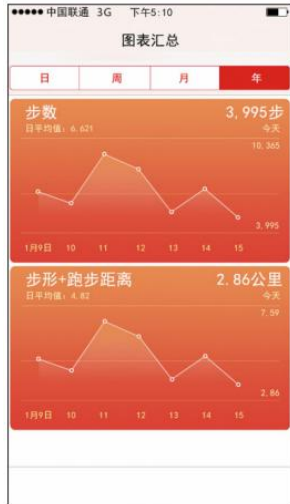 中国联通 3G 下午5:10
图表汇总
日 周 月 年
步数 3,995步
日平均值: 6.621 今天
10,365
3,995
1月9日 10 11 12 13 14 15
步形+跑步距离 2.86公里
日平均值: 4.82 今天
7.59
2.86
1月9日 10 11 12 13 14 15